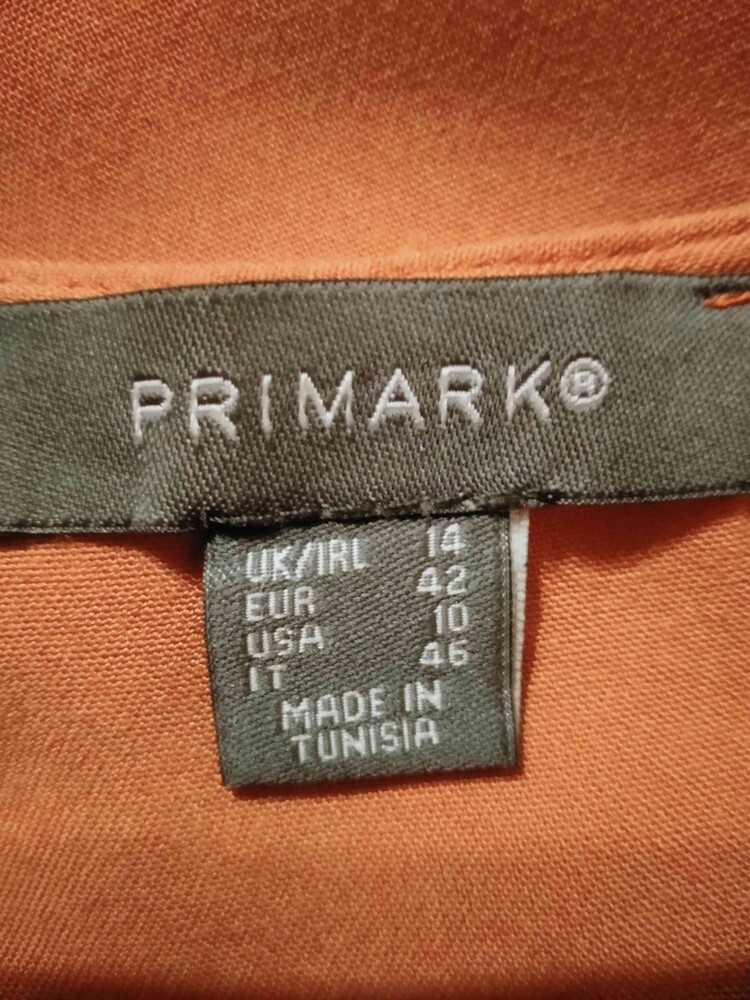 PRIMARK®
UK/IRL 14
EUR 42
USA 10
IT 46
MADE IN
TUNISIA